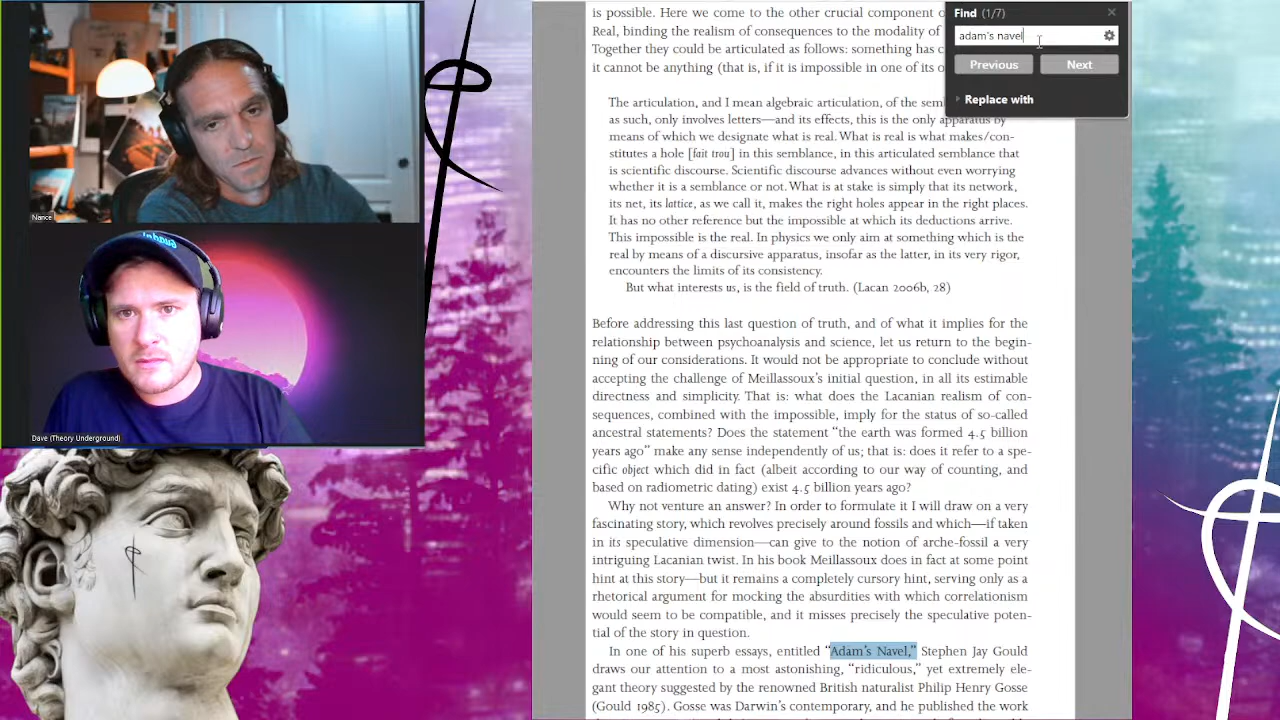 Nance
Dave (Theory Underground)
Find (1/7)
adam's navel
Previous
Next
Replace with
is possible. Here we come to the other crucial component o
Real, binding the realism of consequences to the modality of
Together they could be articulated as follows: something has c
it cannot be anything (that is, if it is impossible in one of its o
The articulation, and I mean algebraic articulation, of the sem
as such, only involves letters—and its effects, this is the only apparatus by
means of which we designate what is real. What is real is what makes/con-
stitutes a hole [fait trou] in this semblance, in this articulated semblance that
is scientific discourse. Scientific discourse advances without even worrying
whether it is a semblance or not. What is at stake is simply that its network,
its net, its lattice, as we call it, makes the right holes appear in the right places.
It has no other reference but the impossible at which its deductions arrive.
This impossible is the real. In physics we only aim at something which is the
real by means of a discursive apparatus, insofar as the latter, in its very rigor,
encounters the limits of its consistency.
But what interests us, is the field of truth. (Lacan 2006b, 28)
Before addressing this last question of truth, and of what it implies for the
relationship between psychoanalysis and science, let us return to the begin-
ning of our considerations. It would not be appropriate to conclude without
accepting the challenge of Meillassoux's initial question, in all its estimable
directness and simplicity. That is: what does the Lacanian realism of con-
sequences, combined with the impossible, imply for the status of so-called
ancestral statements? Does the statement “the earth was formed 4.5 billion
years ago” make any sense independently of us; that is: does it refer to a spe-
cific object which did in fact (albeit according to our way of counting, and
based on radiometric dating) exist 4.5 billion years ago?
Why not venture an answer? In order to formulate it I will draw on a very
fascinating story, which revolves precisely around fossils and which—if taken
in its speculative dimension—can give to the notion of arche-fossil a very
intriguing Lacanian twist. In his book Meillassoux does in fact at some point
hint at this story—but it remains a completely cursory hint, serving only as a
rhetorical argument for mocking the absurdities with which correlationism
would seem to be compatible, and it misses precisely the speculative poten-
tial of the story in question.
In one of his superb essays, entitled “Adam's Navel,” Stephen Jay Gould
draws our attention to a most astonishing, “ridiculous,” yet extremely ele-
gant theory suggested by the renowned British naturalist Philip Henry Gosse
(Gould 1985). Gosse was Darwin's contemporary, and he published the work